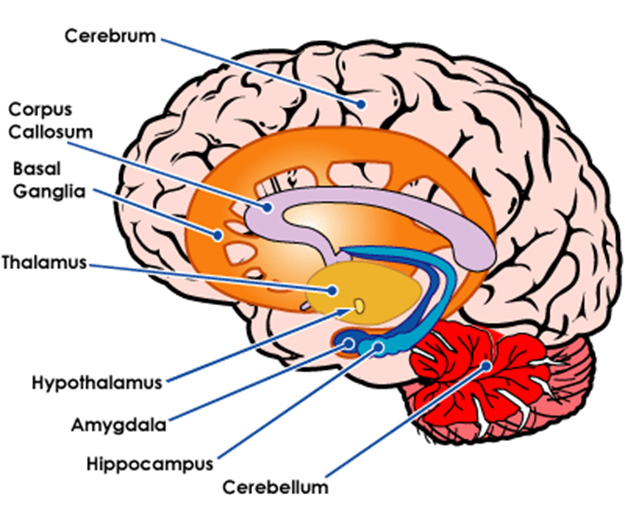 Cerebrum
Corpus
Callosum
Basal
Ganglia
Thalamus
Hypothalamus
Amygdala
Hippocampus
Cerebellum